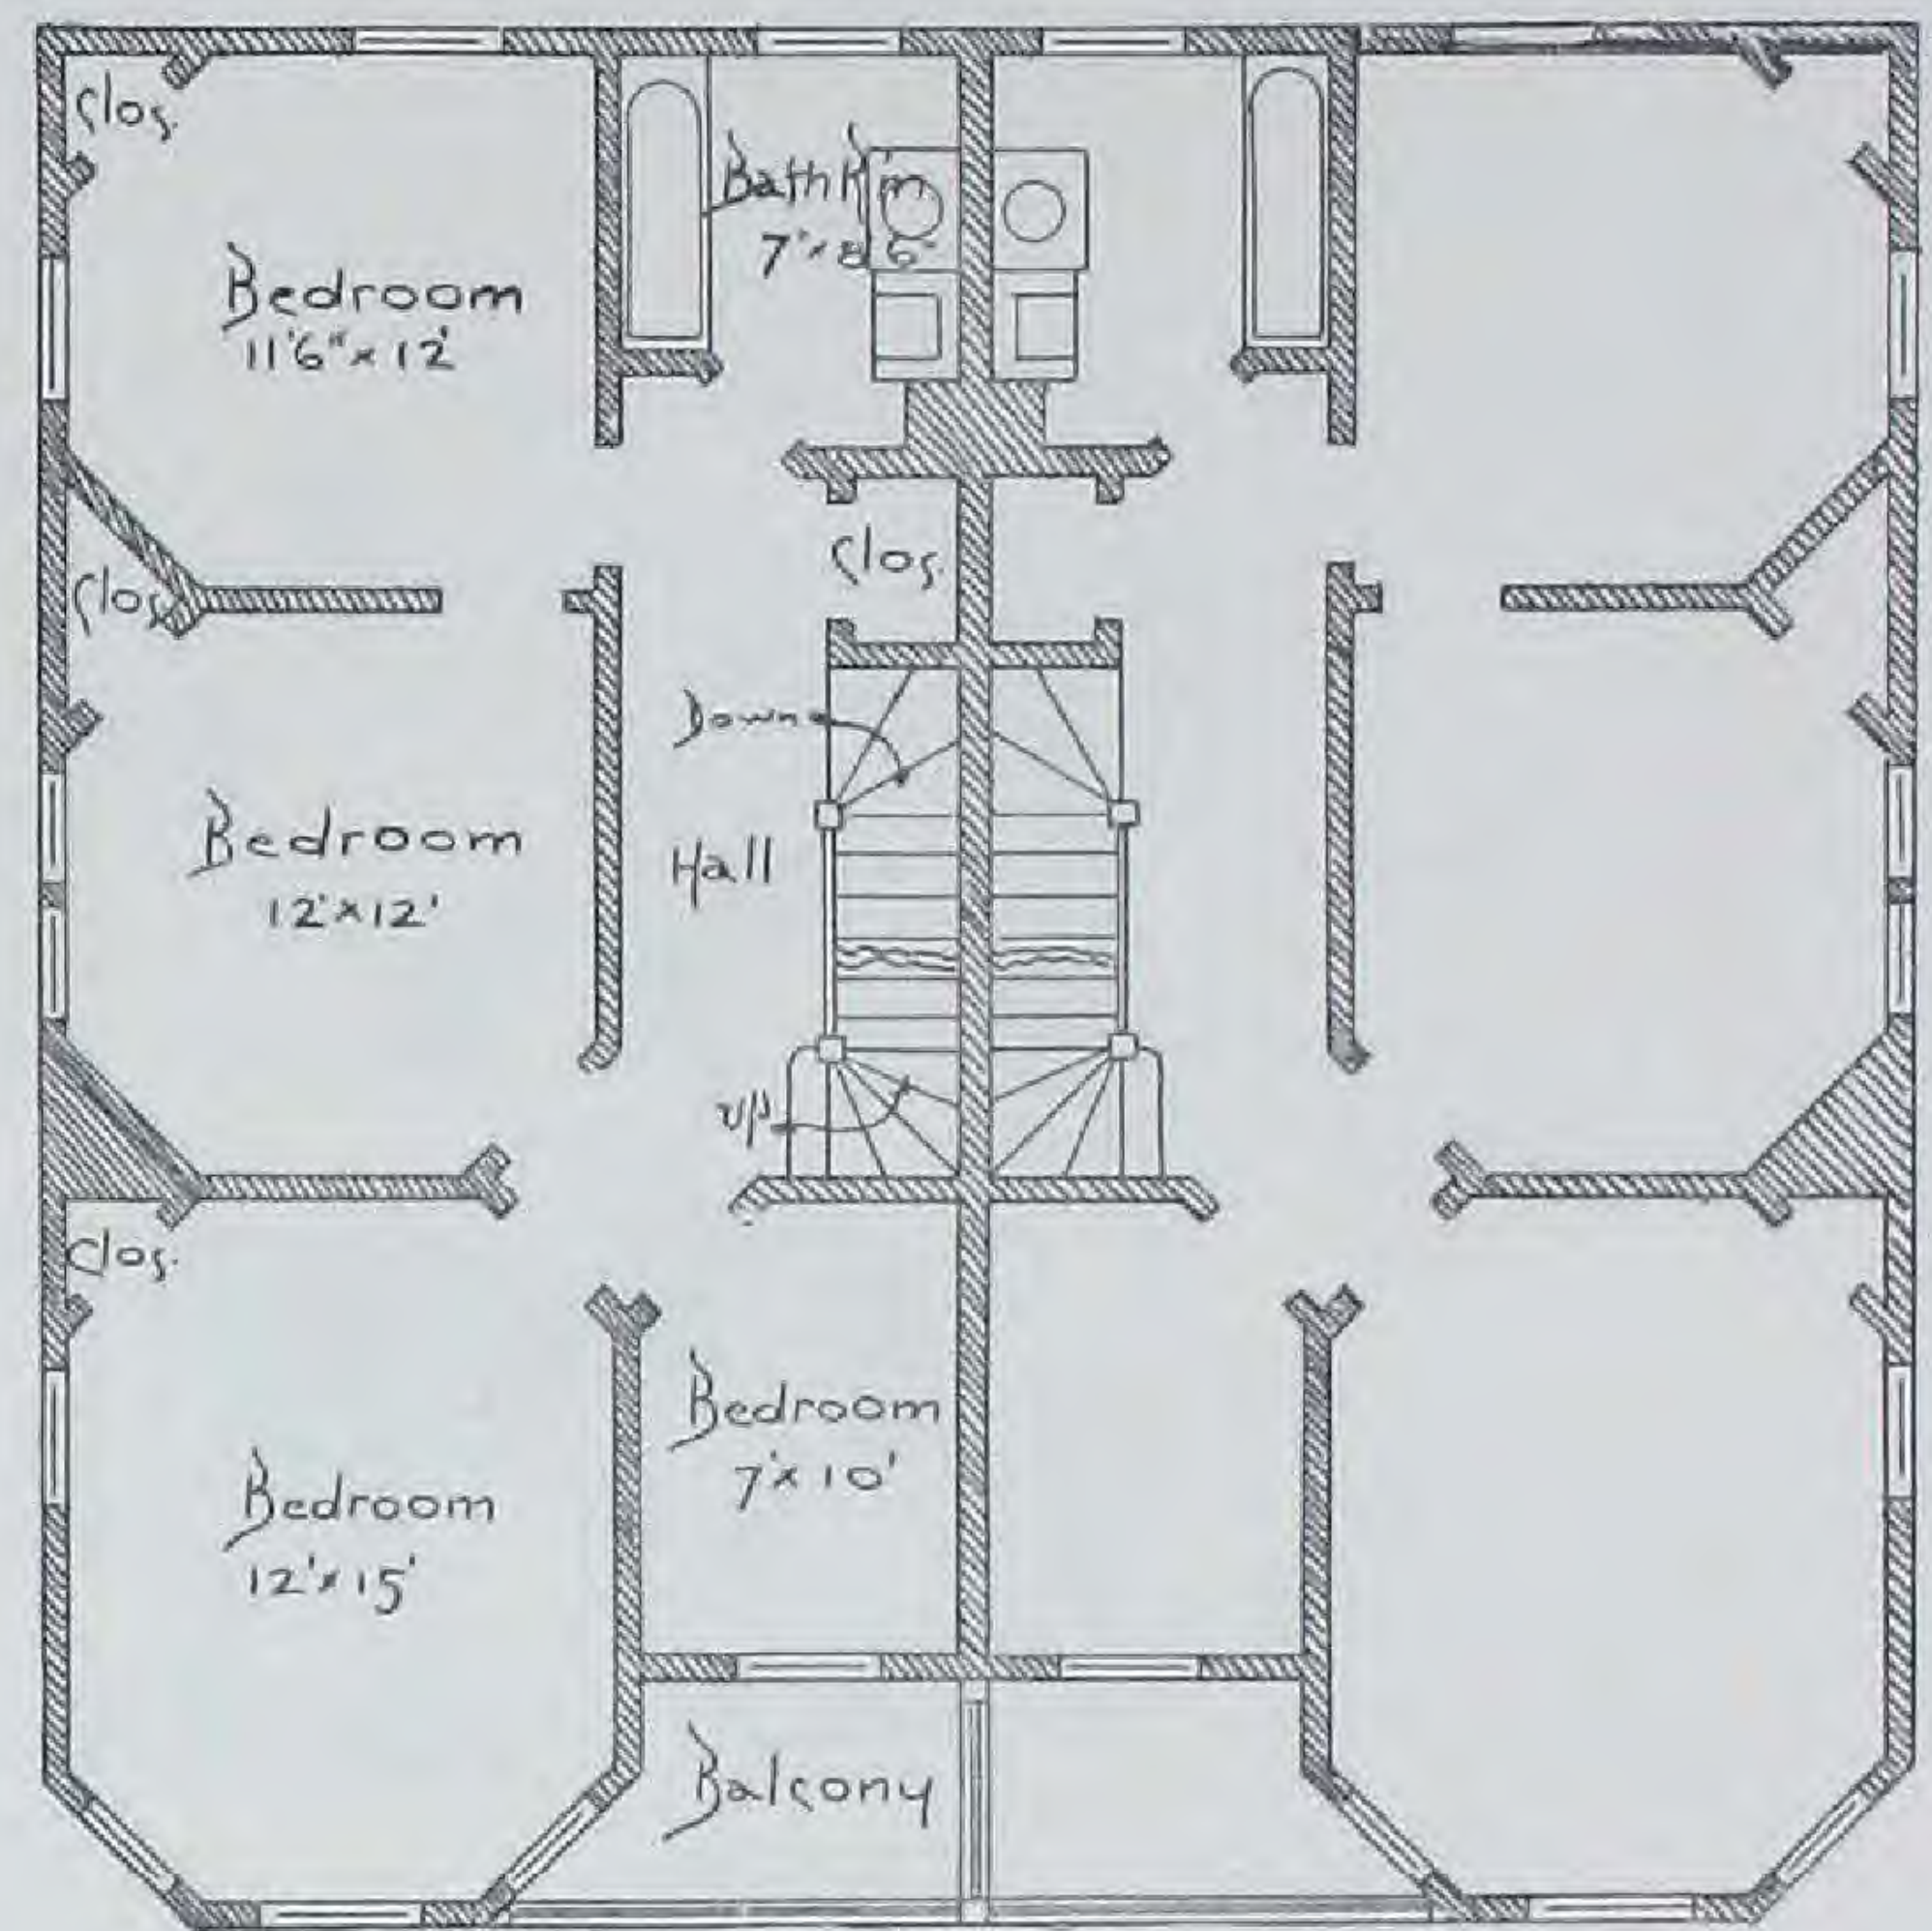 Clos.
Bath R'm
7' x 8'6"
Bedroom
11'6" x 12'
Clos.
Clos.
Down
Bedroom
12' x 12'
Hall
Up
Clos.
Bedroom
7' x 10'
Bedroom
12' x 15'
Balcony